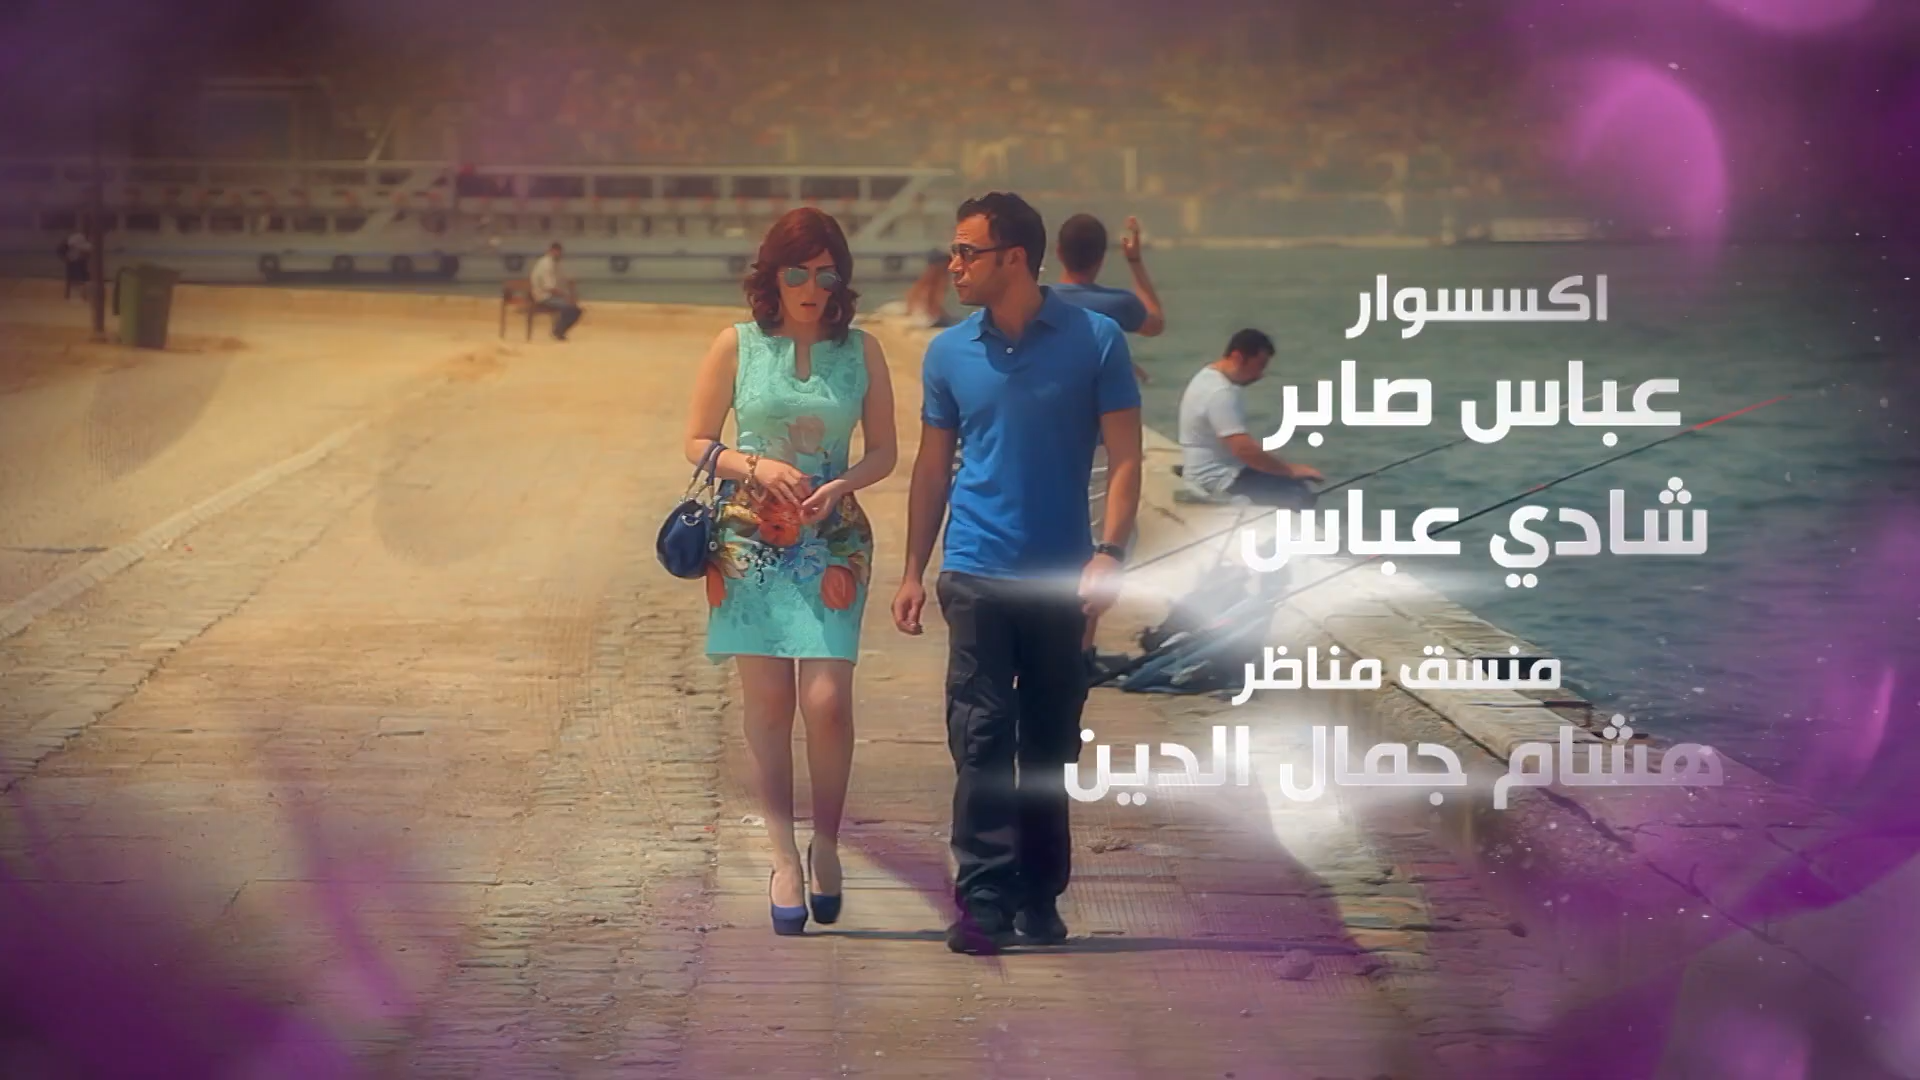 اكسسوار
عباس صابر
شادي عباس
منسق مناظر
هشام جمال الدين